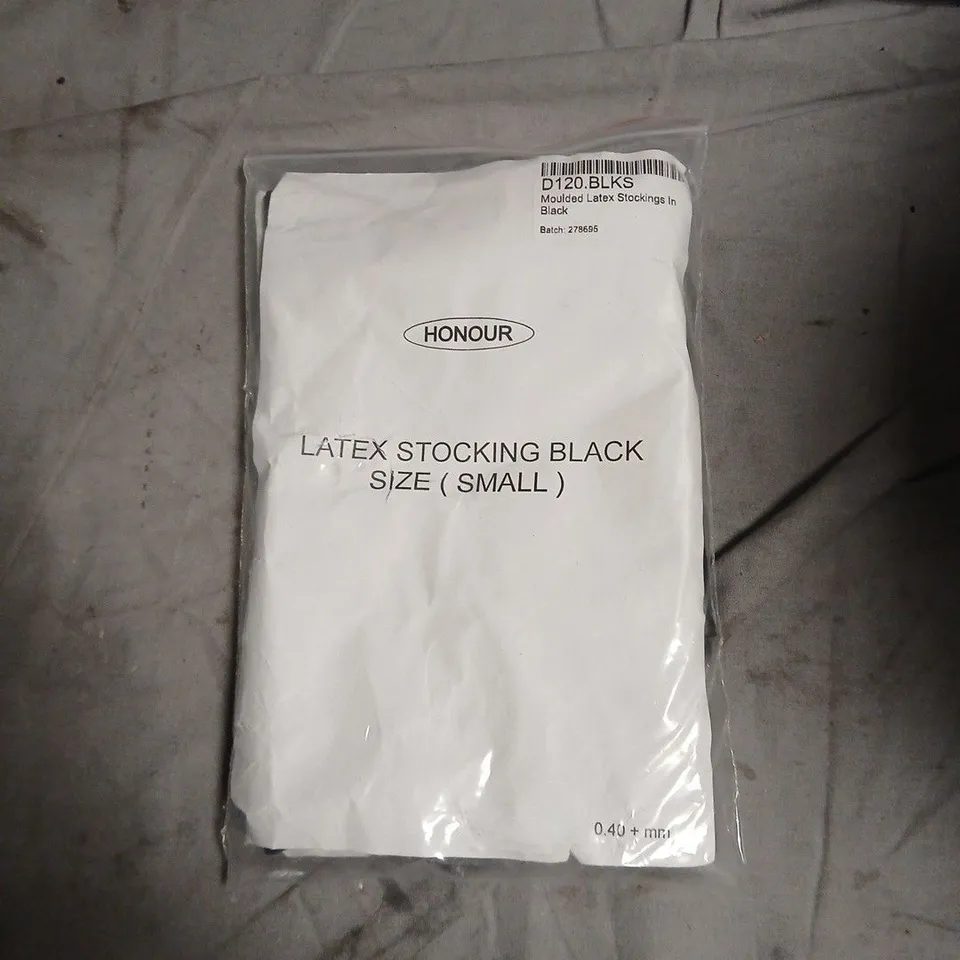 D120.BLKS
Moulded Latex Stockings In
Black
Batch: 278695
HONOUR
LATEX STOCKING BLACK
SIZE ( SMALL )
0.40 + mm